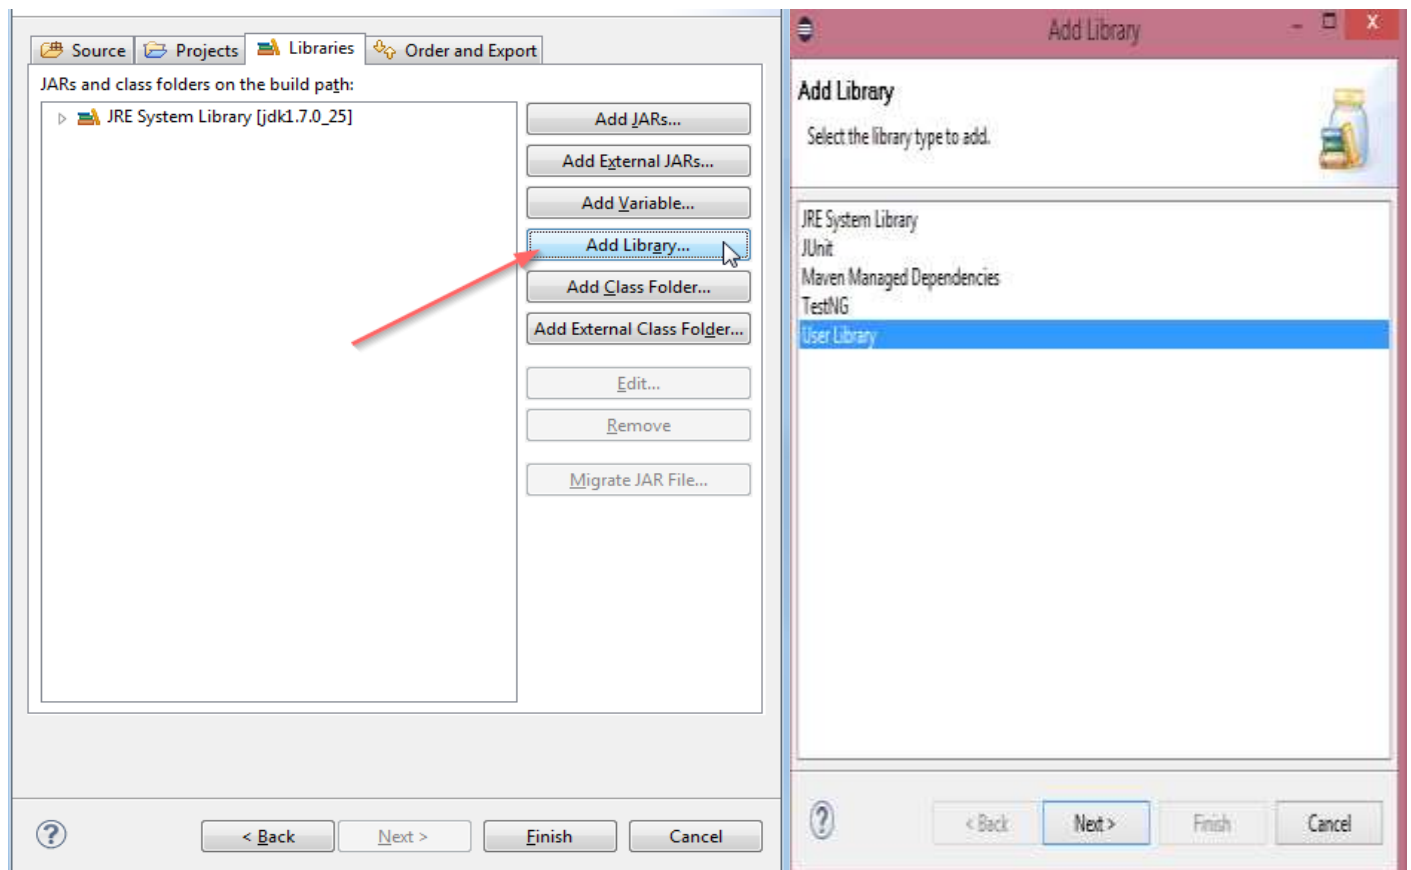 Source Projects Libraries Order and Export
JARs and class folders on the build path:
JRE System Library [jdk1.7.0_25]
Add JARs...
Add External JARs...
Add Variable...
Add Library...
Add Class Folder...
Add External Class Folder...
Edit...
Remove
Migrate JAR File...
? < Back Next > Finish Cancel
Add Library
Add Library
Select the library type to add.
JRE System Library
JUnit
Maven Managed Dependencies
TestNG
User Library
? < Back Next > Finish Cancel